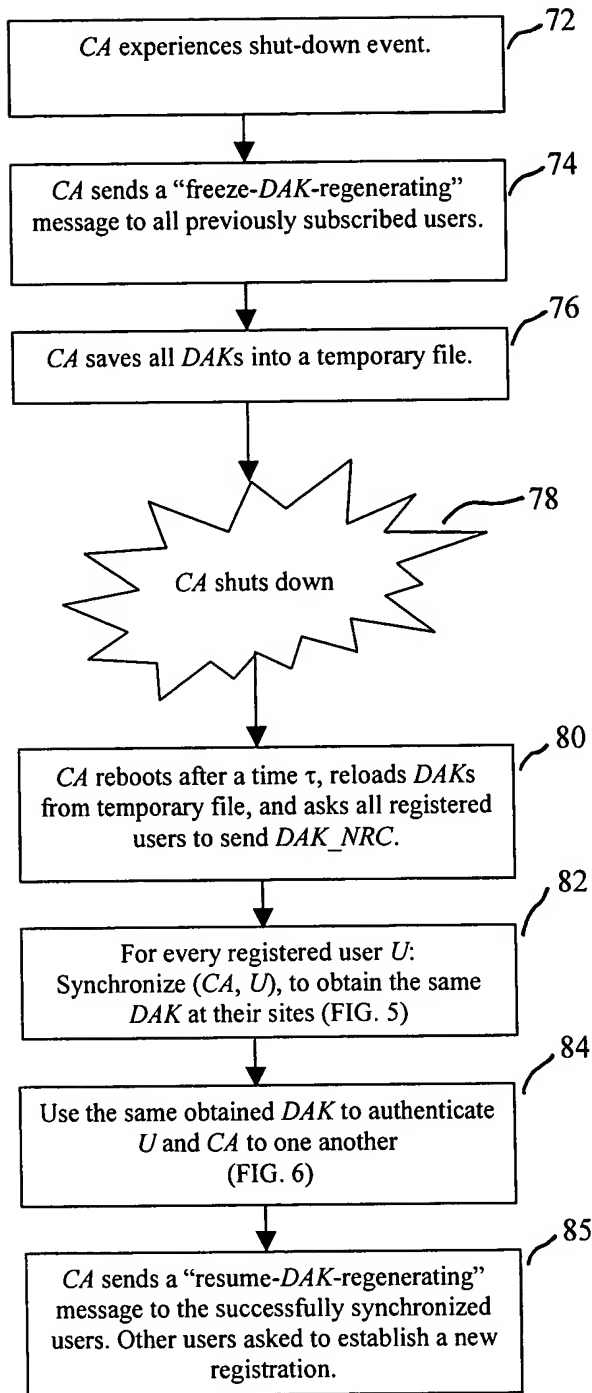 72
CA experiences shut-down event.
74
CA sends a “freeze-DAK-regenerating”
message to all previously subscribed users.
76
CA saves all DAKs into a temporary file.
78
CA shuts down
80
CA reboots after a time τ, reloads DAKs
from temporary file, and asks all registered
users to send DAK_NRC.
82
For every registered user U:
Synchronize (CA, U), to obtain the same
DAK at their sites (FIG. 5)
84
Use the same obtained DAK to authenticate
U and CA to one another
(FIG. 6)
85
CA sends a “resume-DAK-regenerating”
message to the successfully synchronized
users. Other users asked to establish a new
registration.